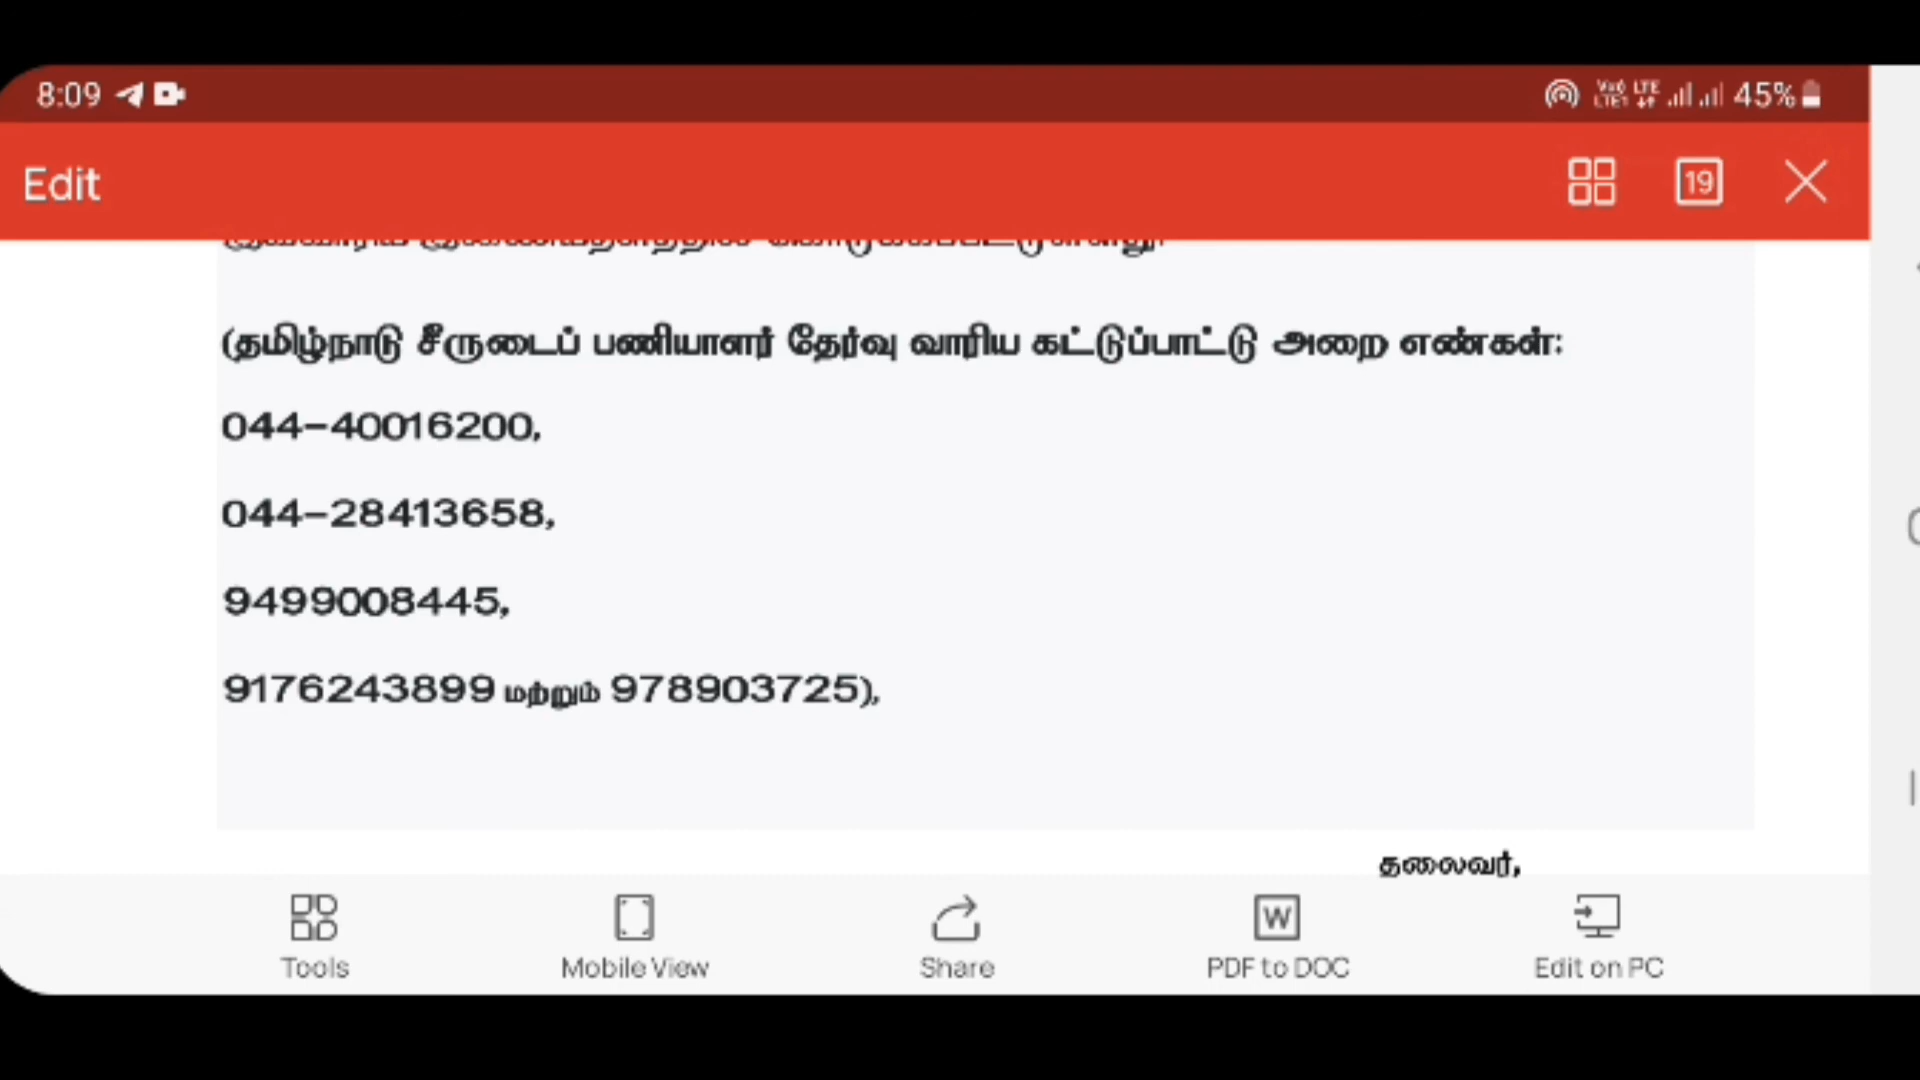 8:09 45%
Edit 19
(தமிழ்நாடு சீருடைப் பணியாளர் தேர்வு வாரிய கட்டுப்பாட்டு அறை எண்கள்:
044-40016200,
044-28413658,
9499008445,
9176243899 மற்றும் 978903725),
தலைவர்,
W
Tools Mobile View Share PDF to DOC Edit on PC